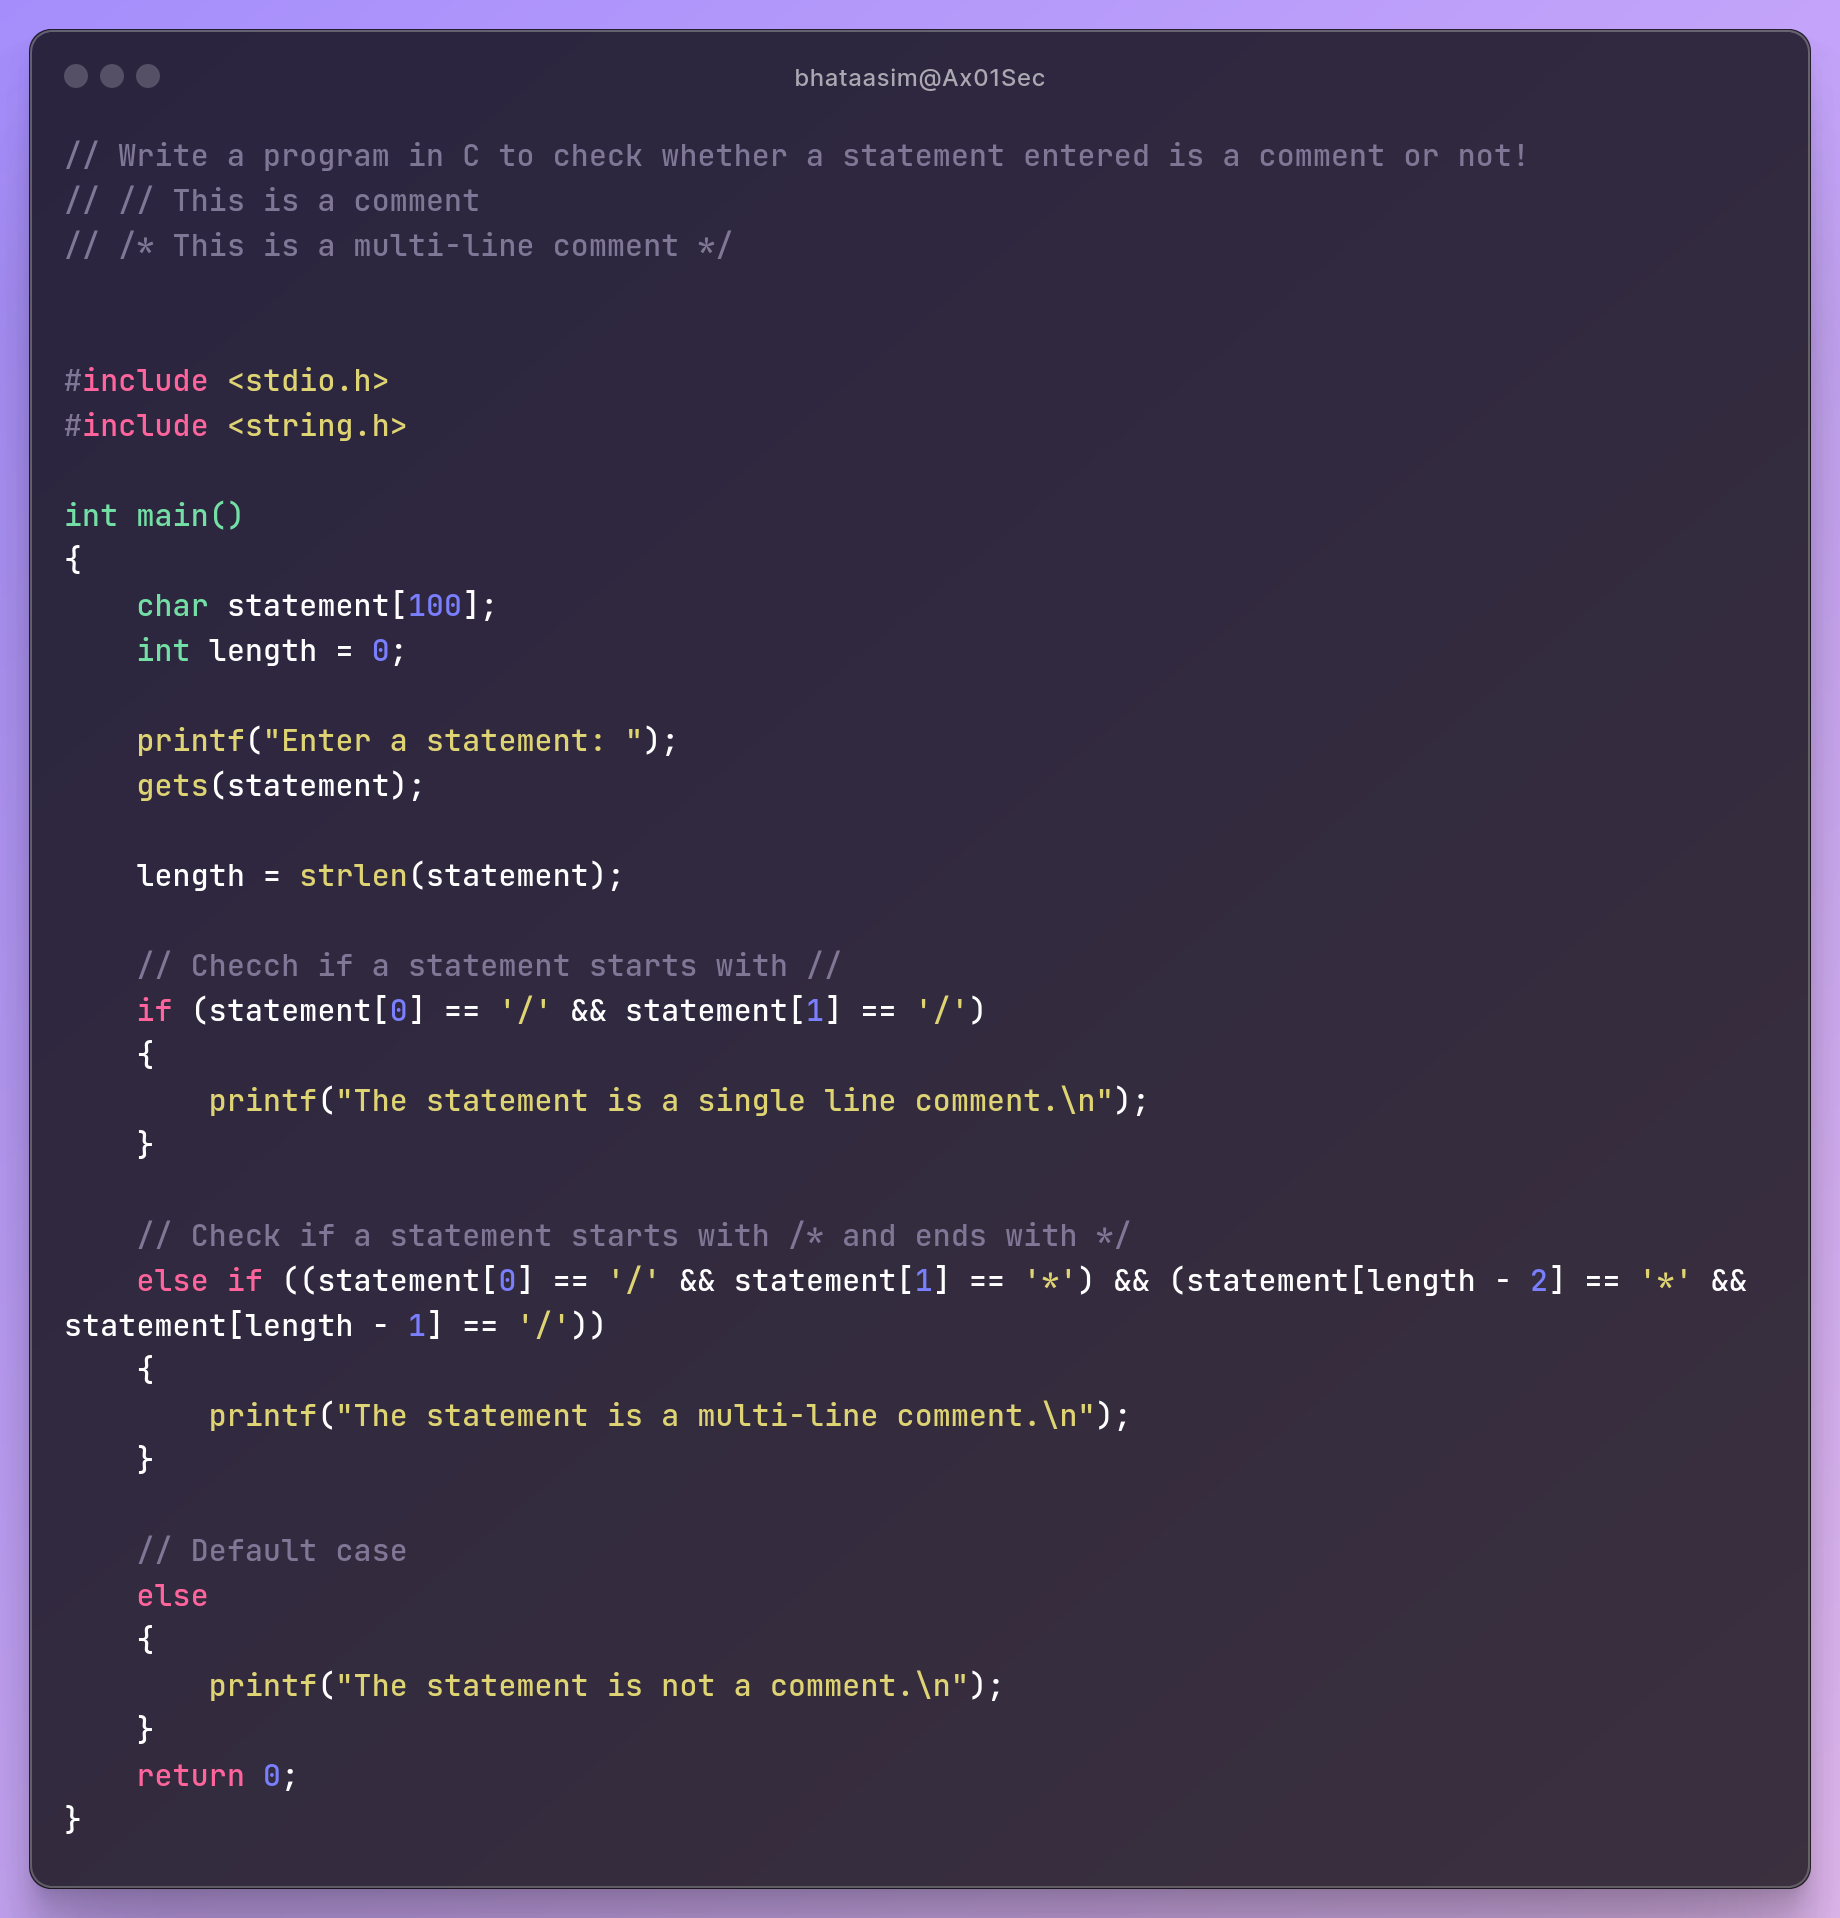 bhataasim@Ax01Sec
// Write a program in C to check whether a statement entered is a comment or not!
// // This is a comment
// /* This is a multi-line comment */
#include <stdio.h>
#include <string.h>
int main()
{
    char statement[100];
    int length = 0;
    printf("Enter a statement: ");
    gets(statement);
    length = strlen(statement);
    // Checch if a statement starts with //
    if (statement[0] == '/' && statement[1] == '/')
    {
        printf("The statement is a single line comment.\n");
    }
    // Check if a statement starts with /* and ends with */
    else if ((statement[0] == '/' && statement[1] == '*') && (statement[length - 2] == '*' &&
statement[length - 1] == '/'))
    {
        printf("The statement is a multi-line comment.\n");
    }
    // Default case
    else
    {
        printf("The statement is not a comment.\n");
    }
    return 0;
}